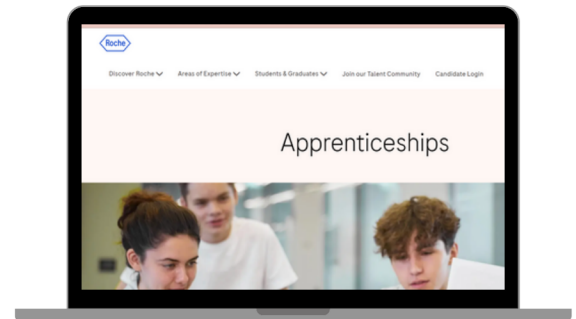 Roche
Discover Roche Areas of Expertise Students & Graduates Join our Talent Community Candidate Login
Apprenticeships